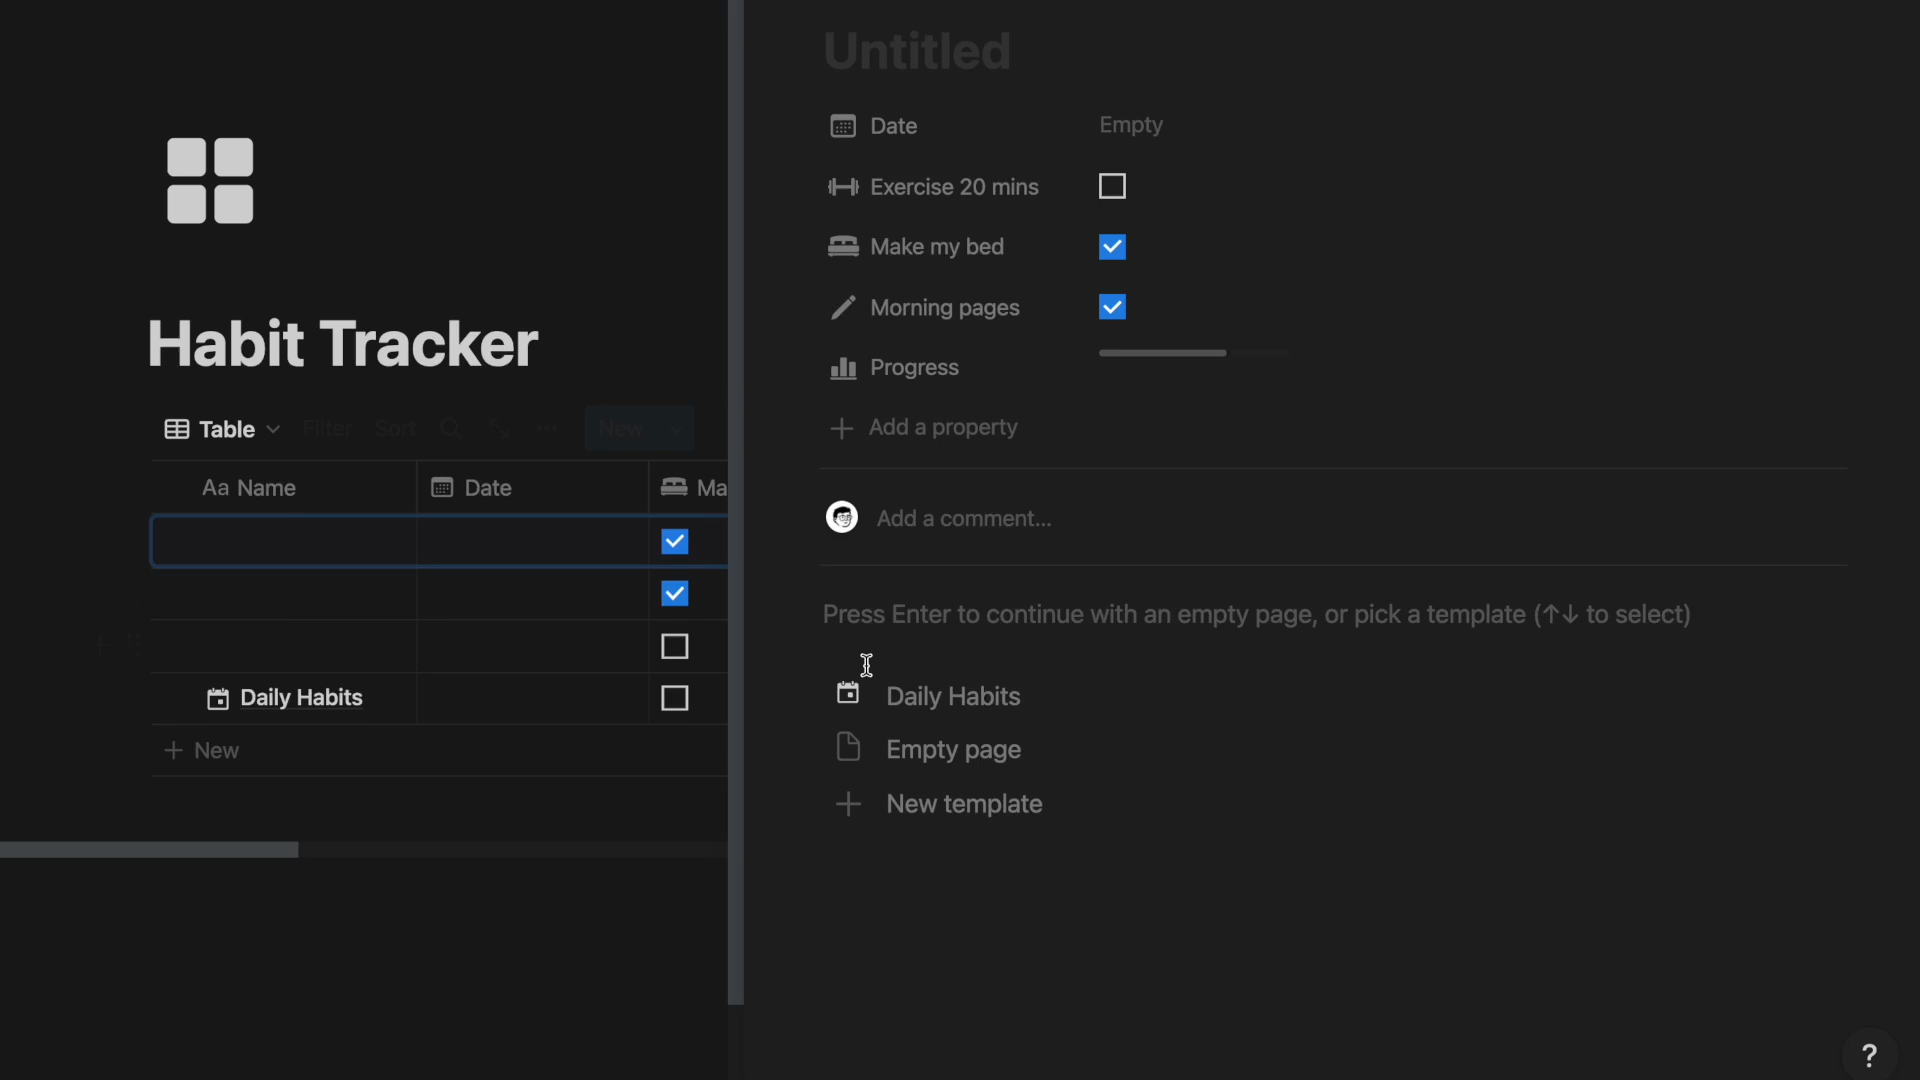 Habit Tracker
Table
Filter
Sort
New
Aa Name
Date
Ma
Daily Habits
New
Untitled
Date
Empty
Exercise 20 mins
Make my bed
Morning pages
Progress
Add a property
Add a comment...
Press Enter to continue with an empty page, or pick a template (↑↓ to select)
Daily Habits
Empty page
New template
?